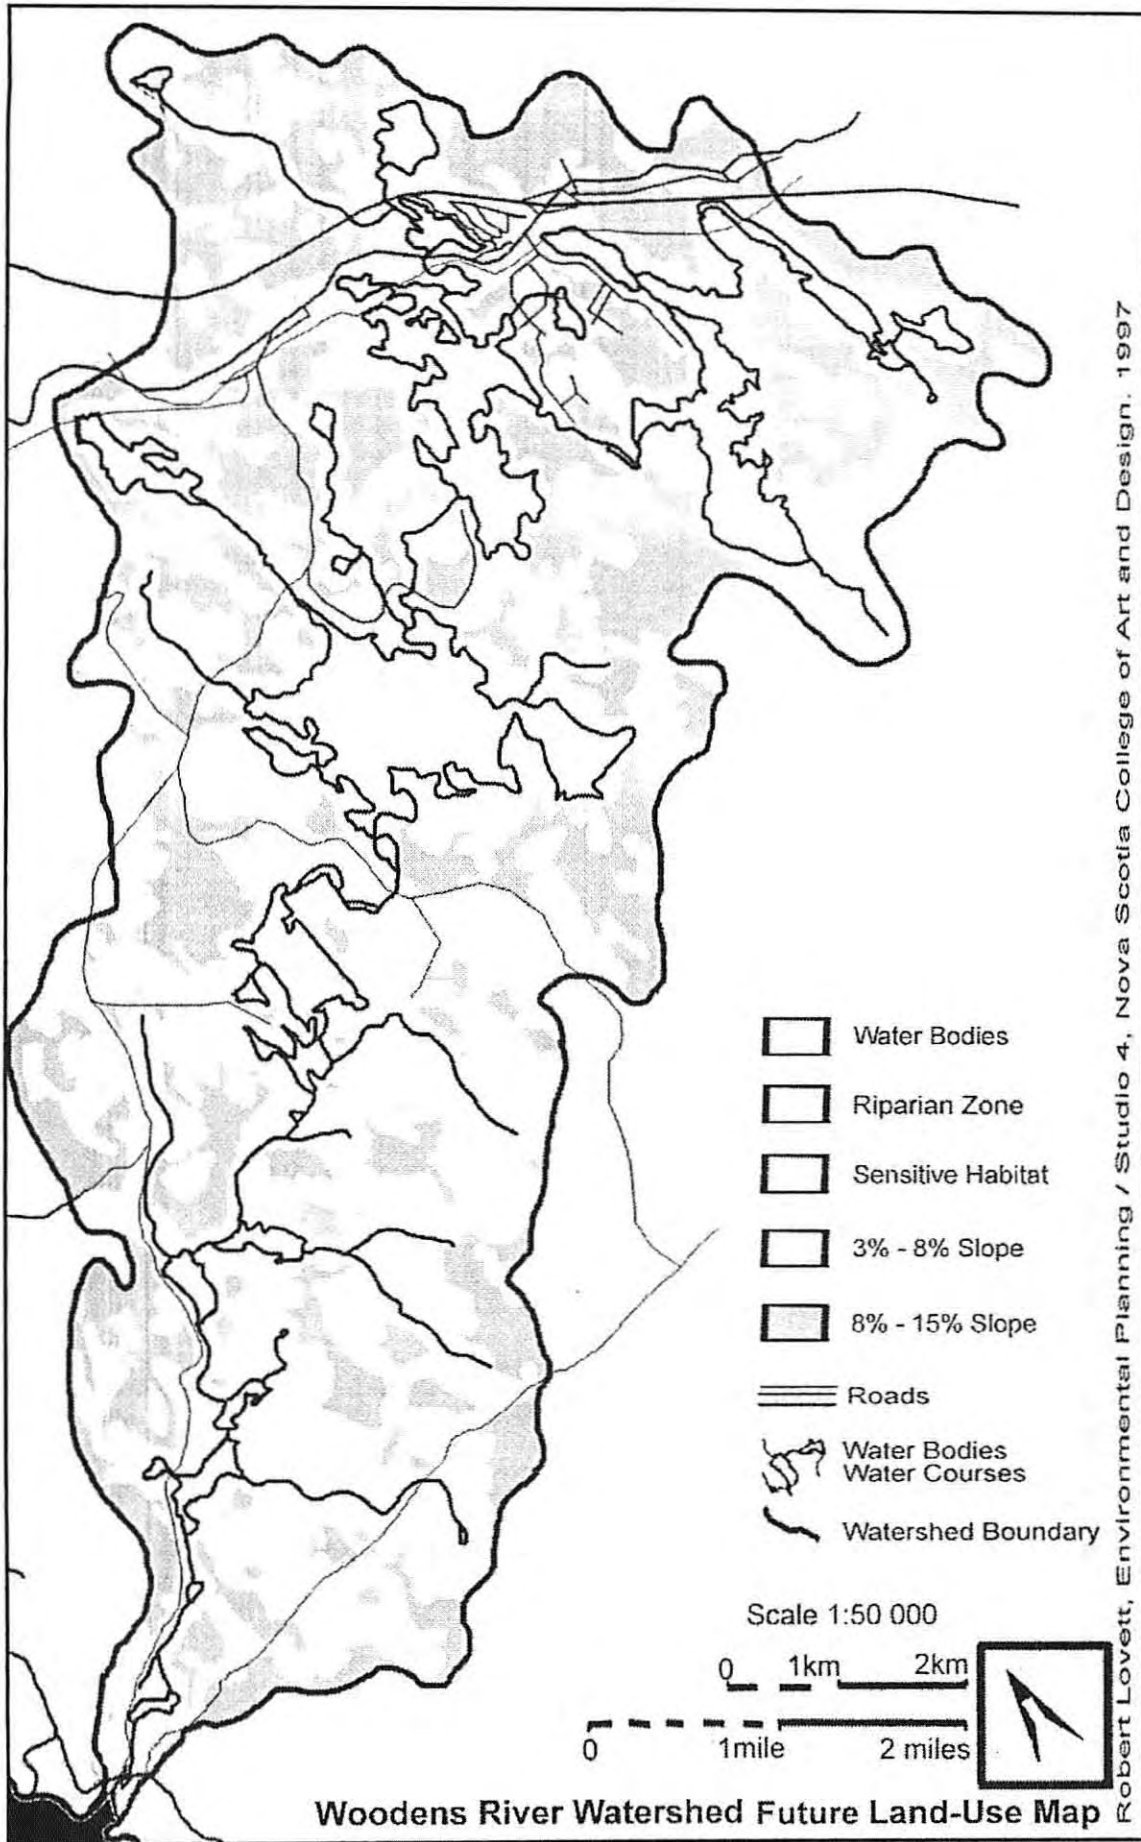 Water Bodies
Riparian Zone
Sensitive Habitat
3% - 8% Slope
8% - 15% Slope
Roads
Water Bodies
Water Courses
Watershed Boundary
Scale 1:50 000
0 1km 2km
0 1mile 2 miles
Woodens River Watershed Future Land-Use Map
Robert Lovett, Environmental Planning / Studio 4, Nova Scotia College of Art and Design. 1997